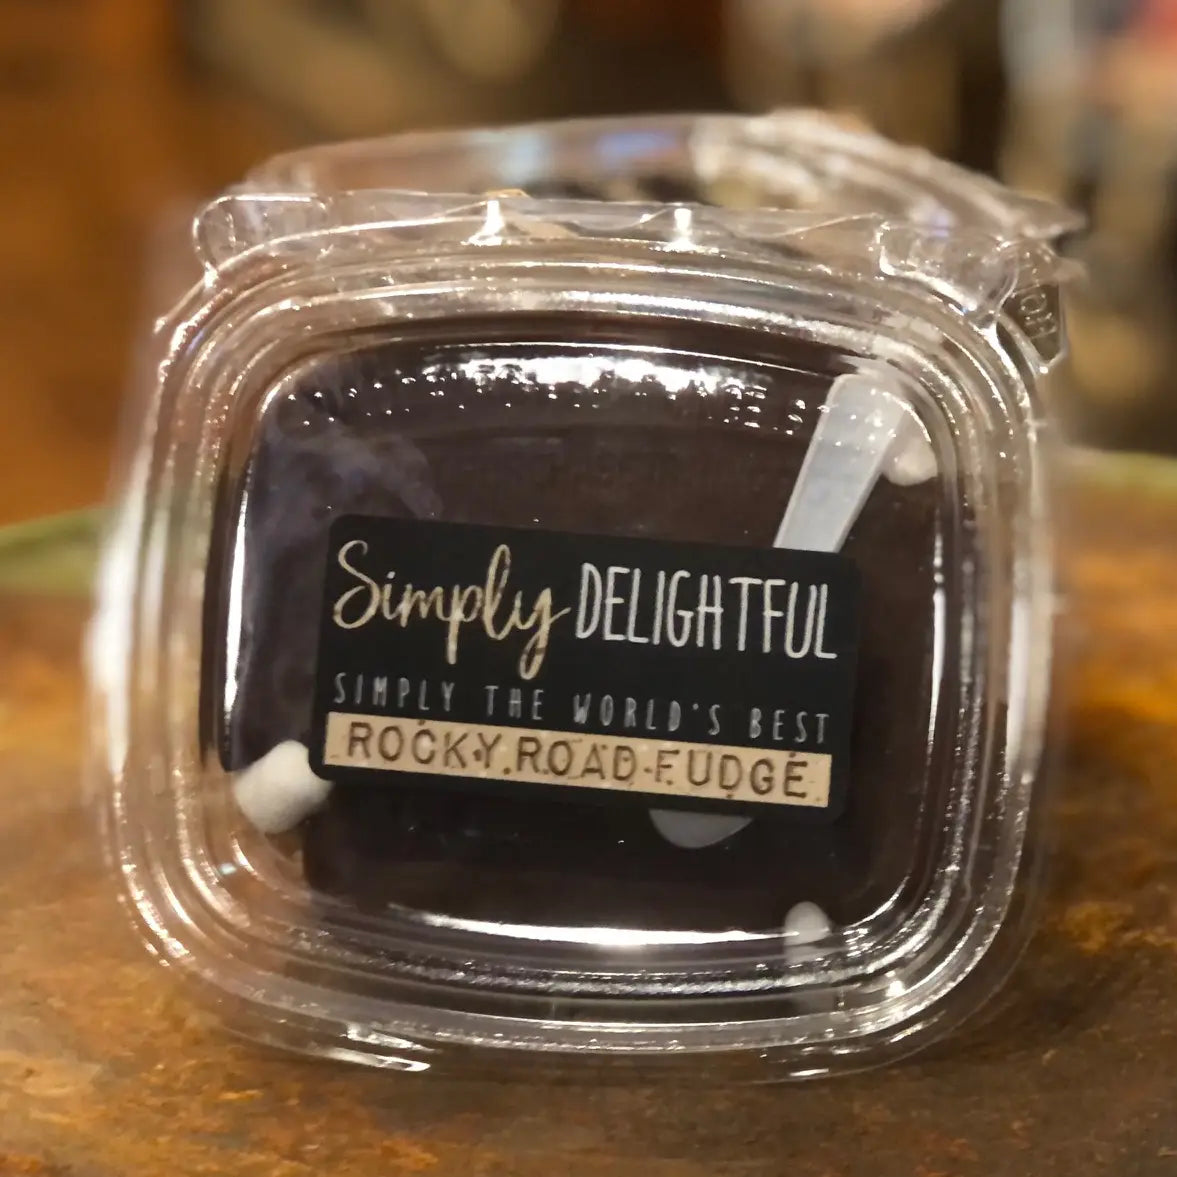 Simply DELIGHTFUL
SIMPLY THE WORLD'S BEST
ROCKY ROAD FUDGE